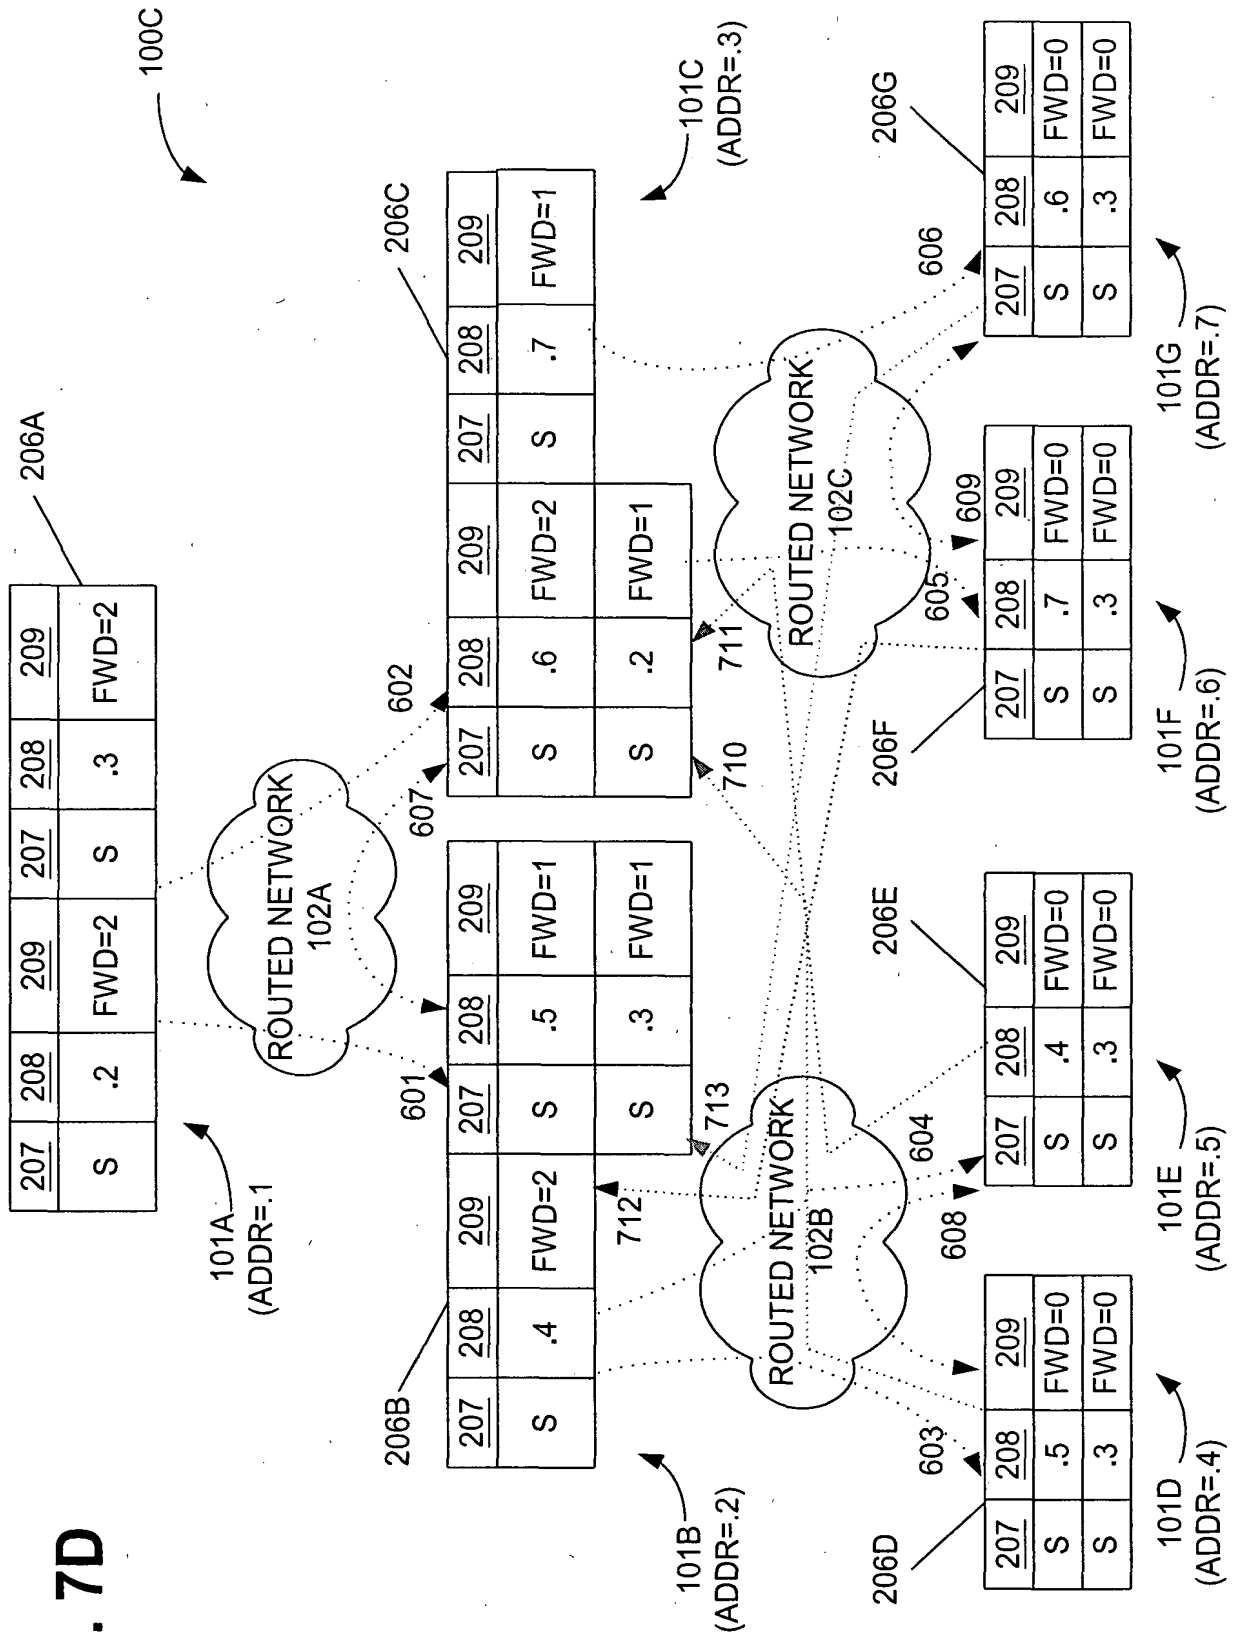 . 7D
100C
206A
207 208 209 207 208 209
S .2 FWD=2 S .3 FWD=2
101A
(ADDR=.1
ROUTED NETWORK
102A
601
607
602
206B
207 208 209 207 208 209
S .4 FWD=2 S .5 FWD=1
S .3 FWD=1
101B
(ADDR=.2)
206C
207 208 209 207 208 209
S .6 FWD=2 S .7 FWD=1
S .2 FWD=1
101C
(ADDR=.3)
712
713
710
711
ROUTED NETWORK
102B
ROUTED NETWORK
102C
603
608
604
605
609
606
206D
207 208 209
S .5 FWD=0
S .3 FWD=0
101D
(ADDR=.4)
206E
207 208 209
S .4 FWD=0
S .3 FWD=0
101E
(ADDR=.5)
206F
207 208 209
S .7 FWD=0
S .3 FWD=0
101F
(ADDR=.6)
206G
207 208 209
S .6 FWD=0
S .3 FWD=0
101G
(ADDR=.7)